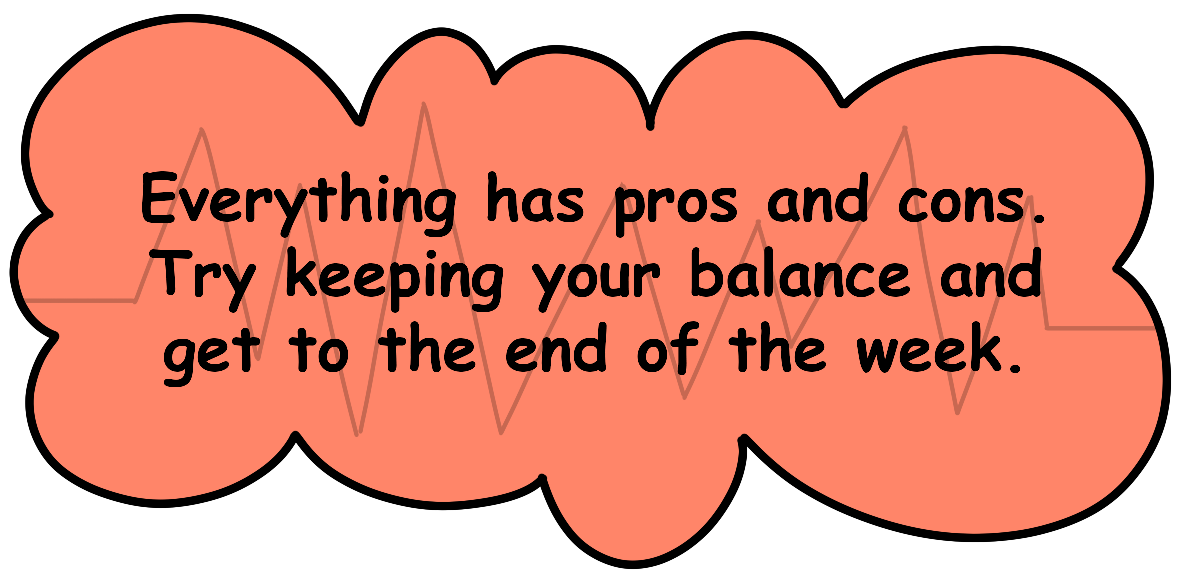 Everything has pros and cons.
Try keeping your balance and
get to the end of the week.